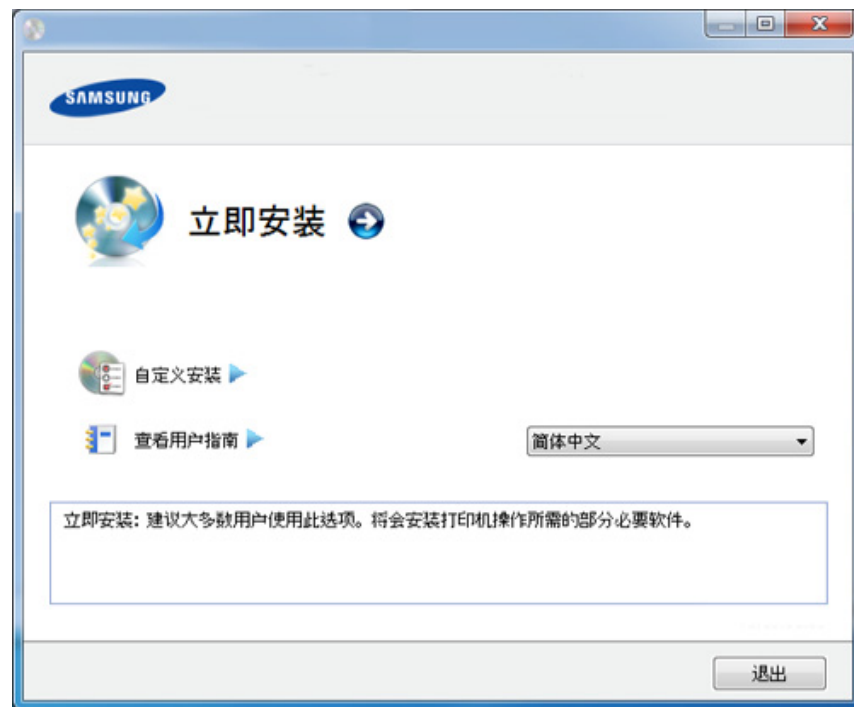 SAMSUNG
立即安装
自定义安装
查看用户指南
简体中文
立即安装: 建议大多数用户使用此选项。将会安装打印机操作所需的部分必要软件。
退出